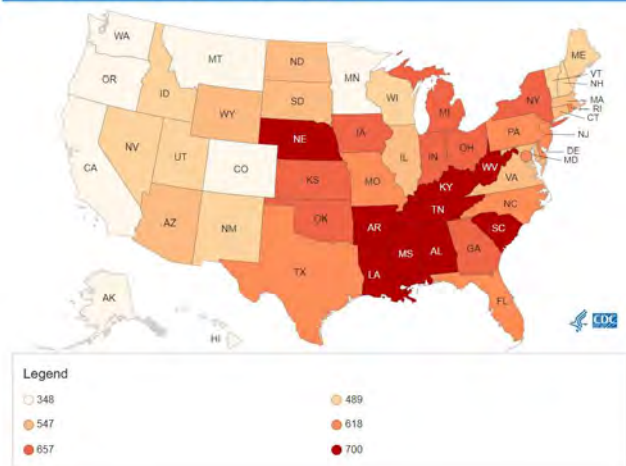 WA
MT
ND
MN
ME
VT
NH
OR
ID
WY
SD
WI
MI
NY
MA
RI
CT
NE
IA
PA
NJ
NV
UT
CO
IL
IN
OH
DE
MD
CA
KS
MO
KY
WV
VA
AZ
NM
OK
AR
TN
NC
TX
LA
MS
AL
GA
SC
FL
AK
HI
CDC
Legend
348 489
547 618
657 700